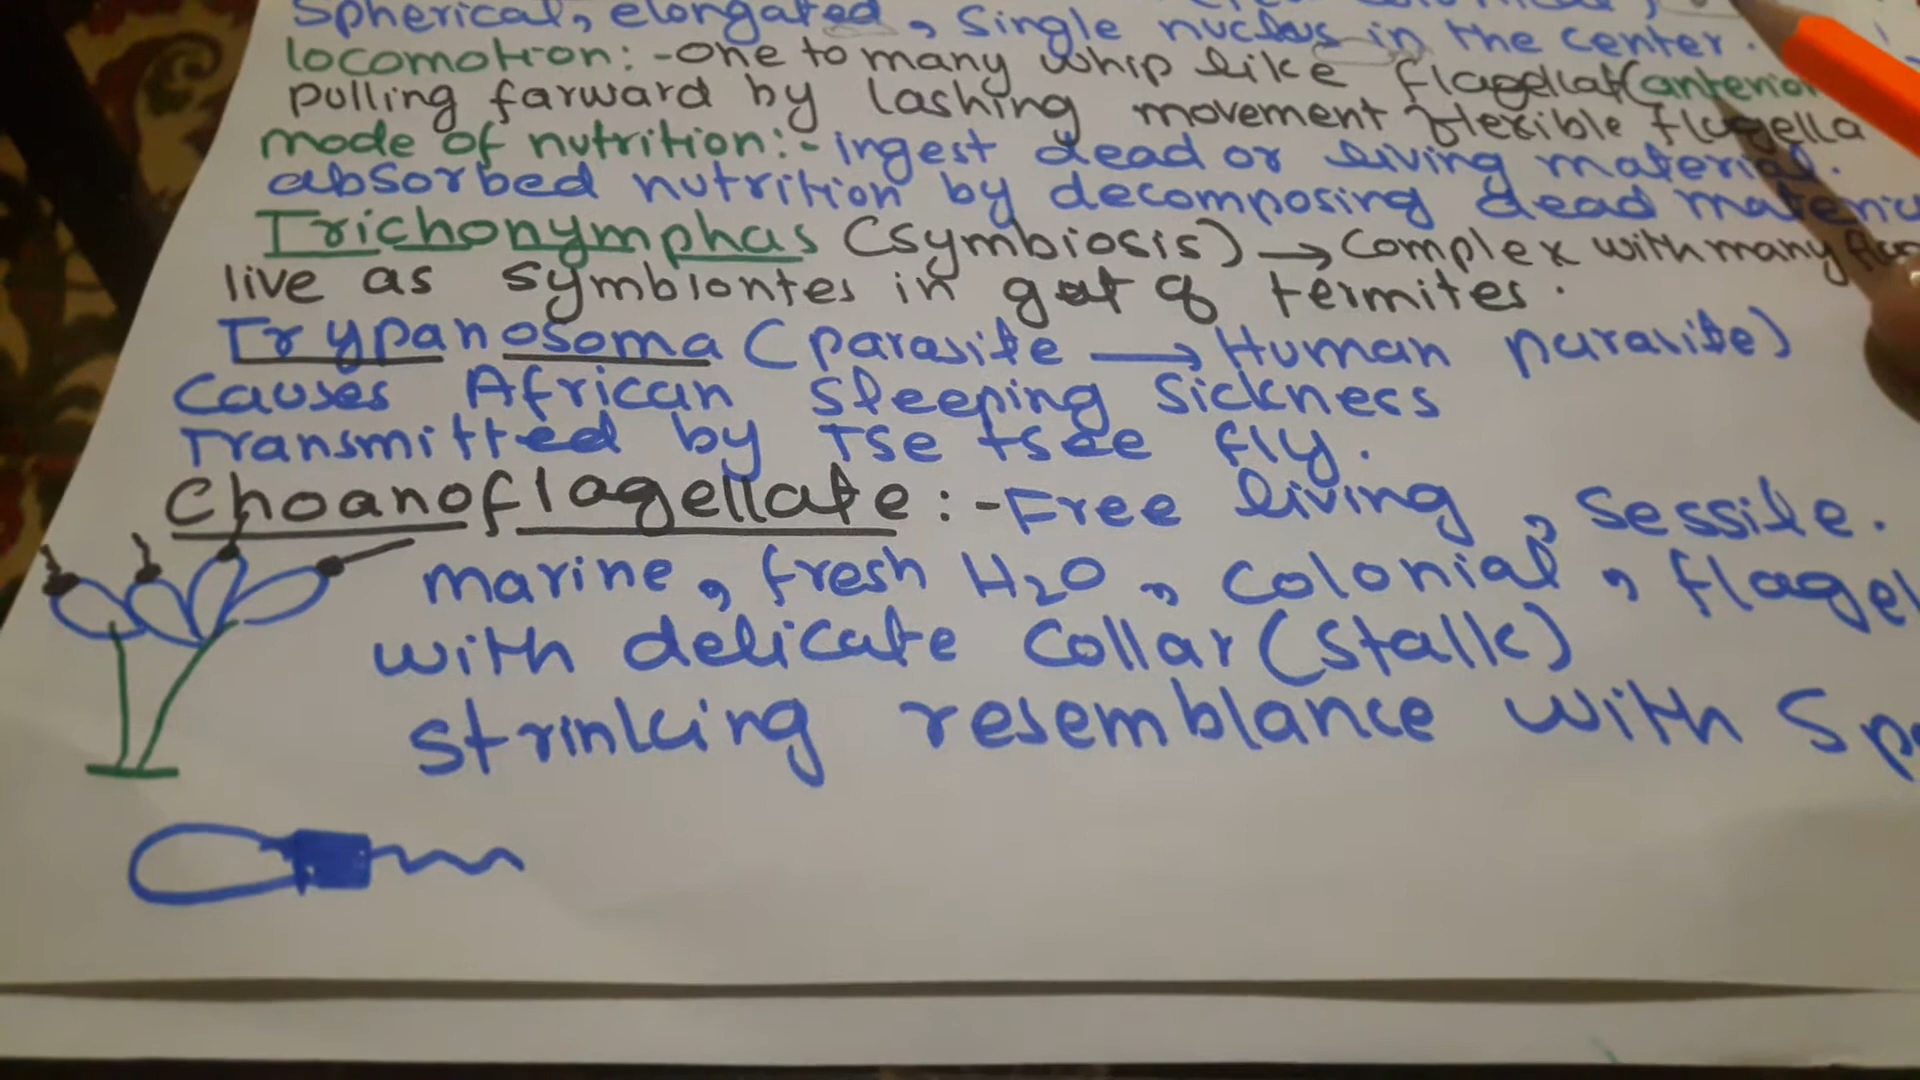 Spherical, elongated, Single nucleus in the center.
locomotion:-one to many whip like flagellat(anterior
pulling farward by lashing movement flexible flagella
mode of nutrition:- ingest dead or living material.
absorbed nutrition by decomposing dead materia
Trichonymphas (symbiosis) → Complex with many
live as symbiontes in gut of termites.
Trypanosoma (parasite → Human parasite)
Causes African Sleeping Sickness
Transmitted by Tse tsee fly.
Choanoflagellate:-Free living, Sessile.
marine, fresh H2O, Colonial, flagel
with delicate Collar (Stalk)
strinking resemblance with Sp